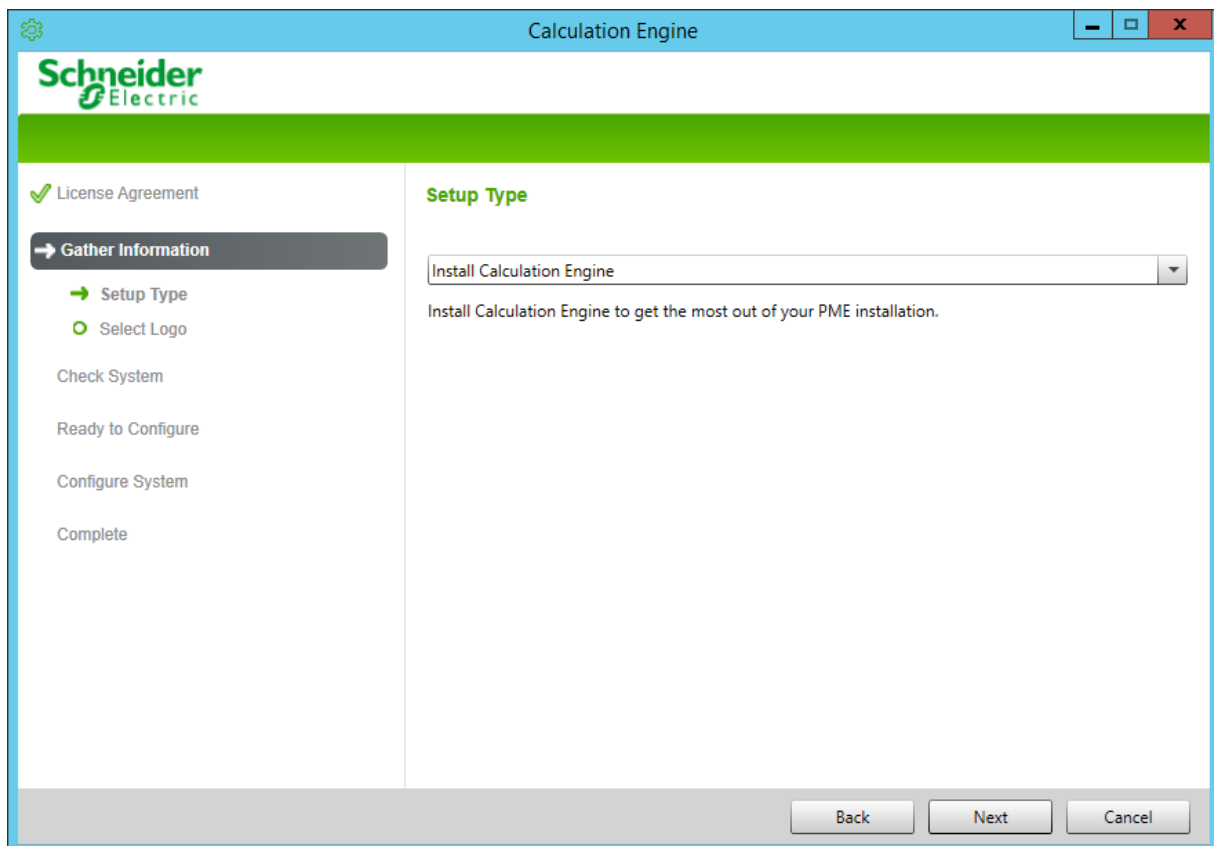 Calculation Engine
Schneider
Electric
License Agreement
Gather Information
Setup Type
Select Logo
Check System
Ready to Configure
Configure System
Complete
Setup Type
Install Calculation Engine
Install Calculation Engine to get the most out of your PME installation.
Back
Next
Cancel